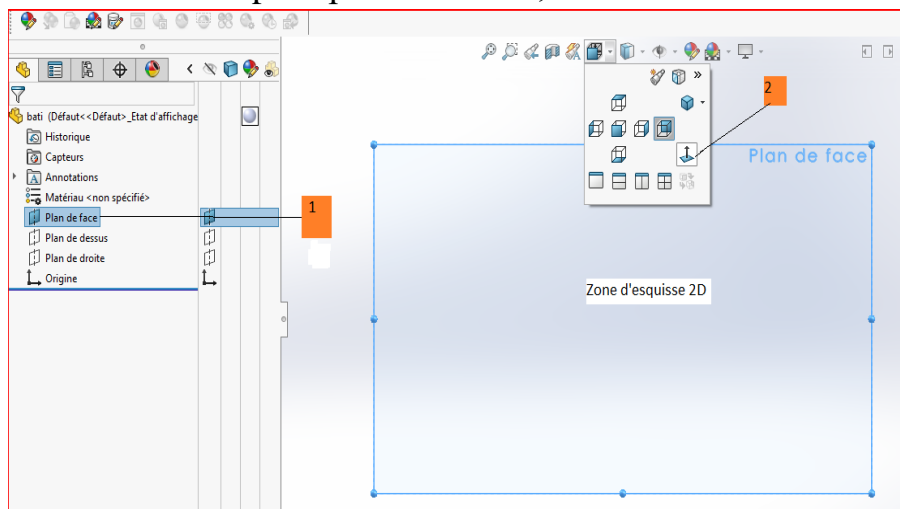 bati (Défaut<<Défaut>_Etat d'affichage
Historique
Capteurs
Annotations
Matériau <non spécifié>
Plan de face
Plan de dessus
Plan de droite
Origine
1
2
Plan de face
Zone d'esquisse 2D